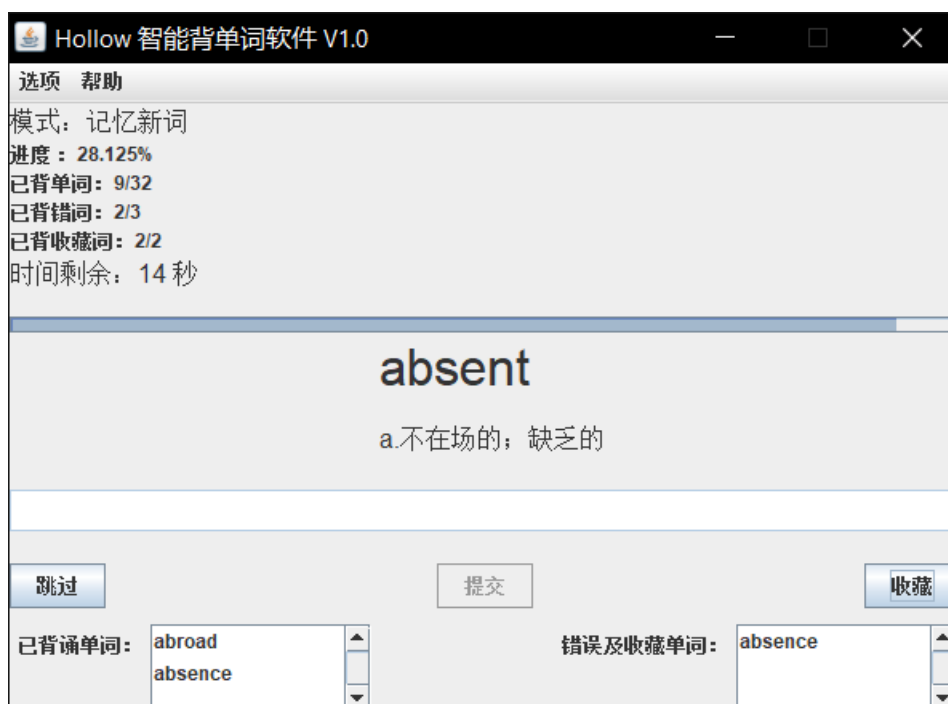 Hollow 智能背单词软件 V1.0
选项 帮助
模式：记忆新词
进度：28.125%
已背单词：9/32
已背错词：2/3
已背收藏词：2/2
时间剩余：14 秒
absent
a.不在场的；缺乏的
跳过 提交 收藏
已背诵单词： abroad 错误及收藏单词： absence
absence